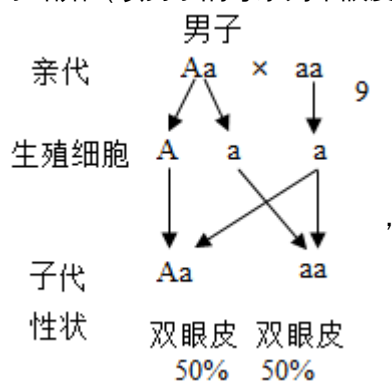 男子
亲代 Aa × aa 9
生殖细胞 A a a
，
子代 Aa aa
性状 双眼皮 双眼皮
50% 50%